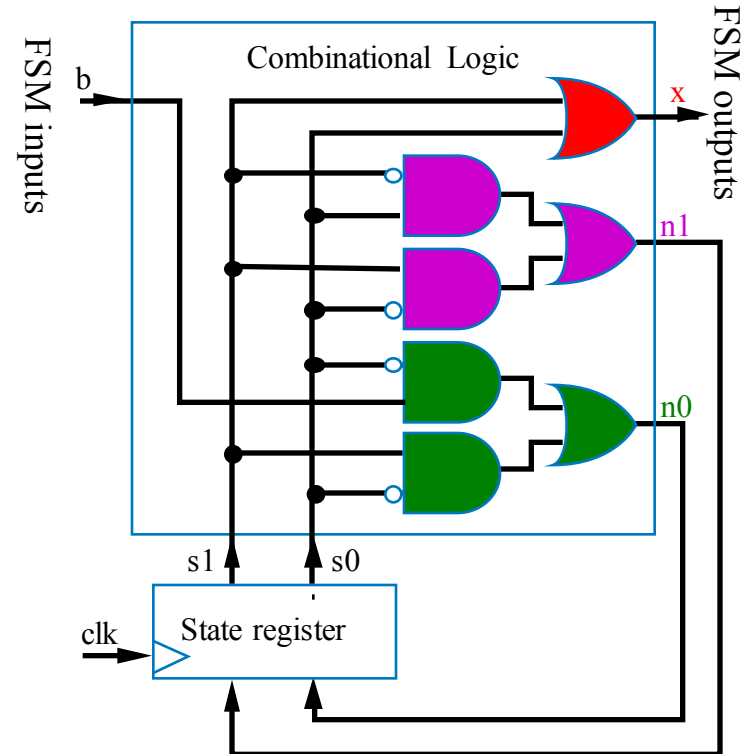 Combinational Logic
FSM inputs
b
x
FSM outputs
n1
n0
s1
s0
clk
State register